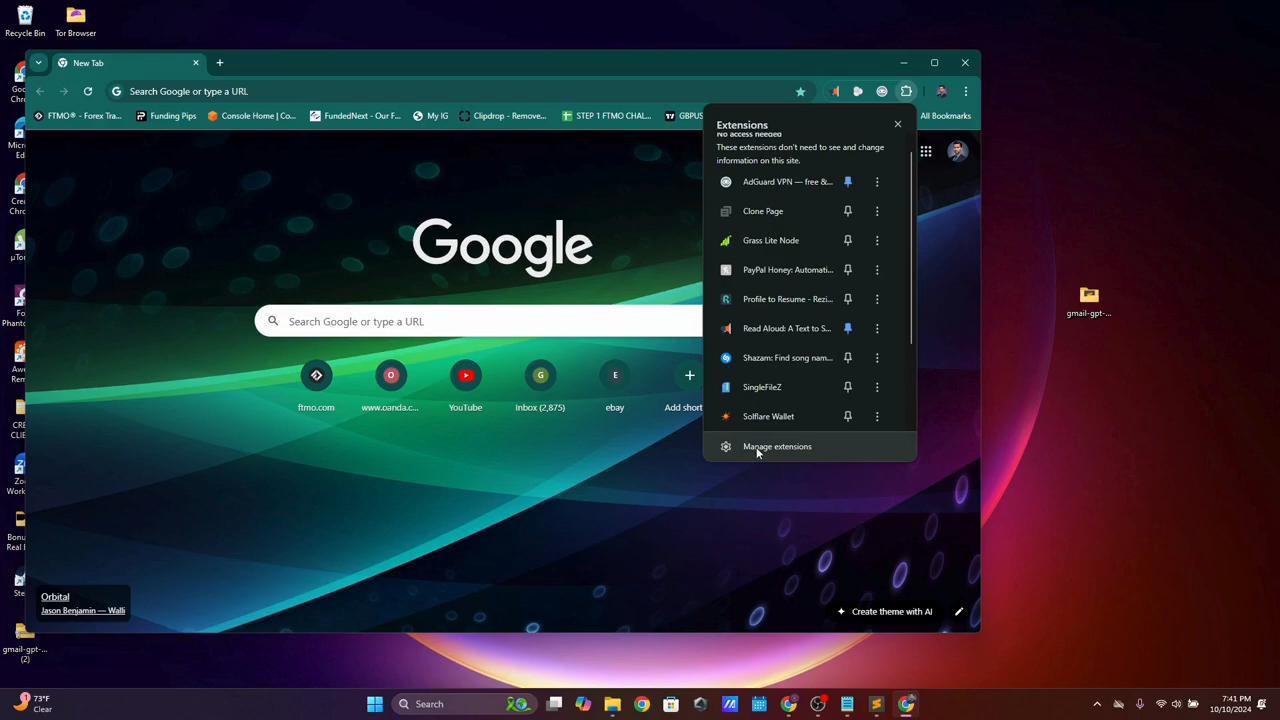 Recycle Bin
Tor Browser
New Tab
Search Google or type a URL
FTMO® - Forex Tra...
Funding Pips
Console Home | Co...
FundedNext - Our F...
My IG
Clipdrop - Remove...
STEP 1 FTMO CHAL...
GBPUS
All Bookmarks
Extensions
No access needed
These extensions don't need to see and change
information on this site.
AdGuard VPN — free &...
Clone Page
Grass Lite Node
PayPal Honey: Automati...
Profile to Resume - Rezi...
Read Aloud: A Text to S...
Shazam: Find song nam...
SingleFileZ
Solflare Wallet
Manage extensions
Google
Search Google or type a URL
ftmo.com
www.oanda.c...
YouTube
Inbox (2,875)
ebay
Add short
Orbital
Jason Benjamin — Walli
Create theme with AI
gmail-gpt-...
gmail-gpt-...
(2)
73°F
Clear
Search
7:41 PM
10/10/2024